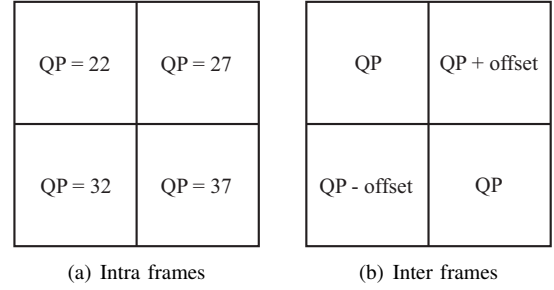 QP = 22
QP = 27
QP = 32
QP = 37
(a) Intra frames
QP
QP + offset
QP - offset
QP
(b) Inter frames